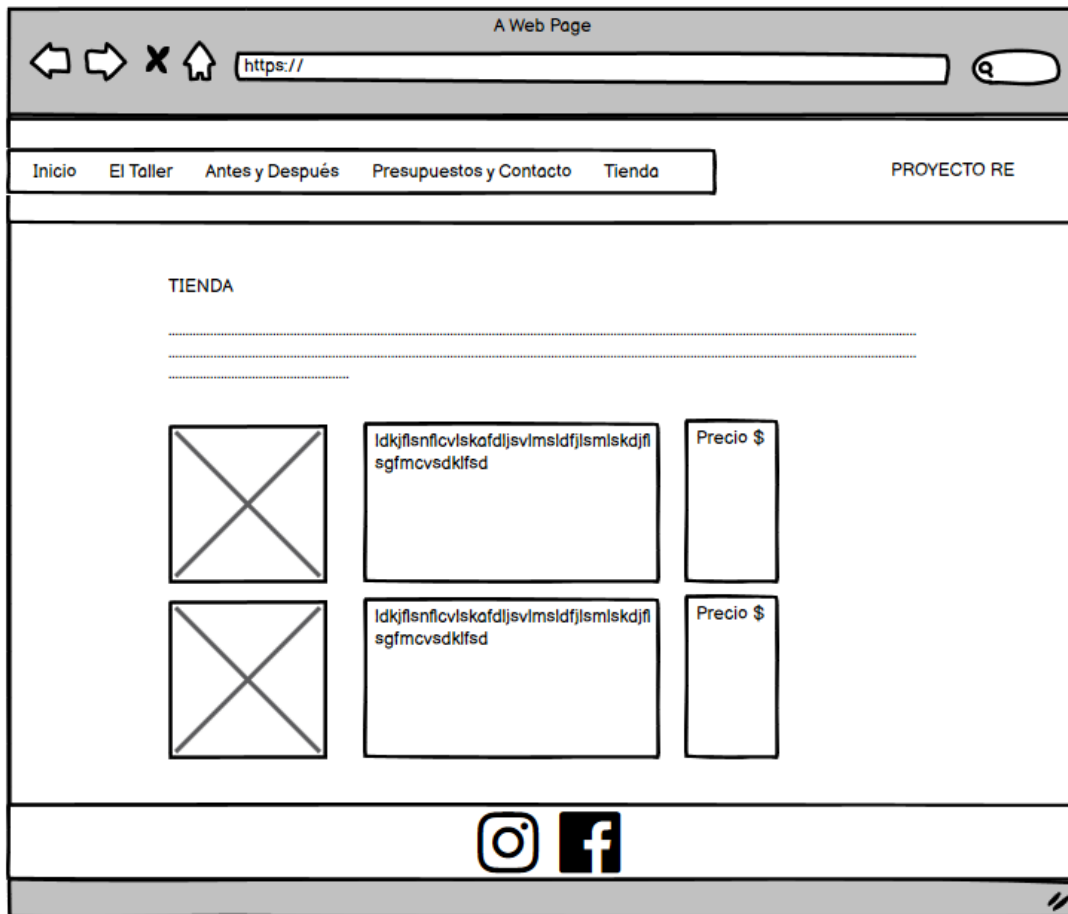 A Web Page
https://
Inicio El Taller Antes y Después Presupuestos y Contacto Tienda
PROYECTO RE
TIENDA
ldkjflsnflcvlskafdljsvlmsldfjlsmlskdjfl
sgfmcvsdklfsd
Precio $
ldkjflsnflcvlskafdljsvlmsldfjlsmlskdjfl
sgfmcvsdklfsd
Precio $